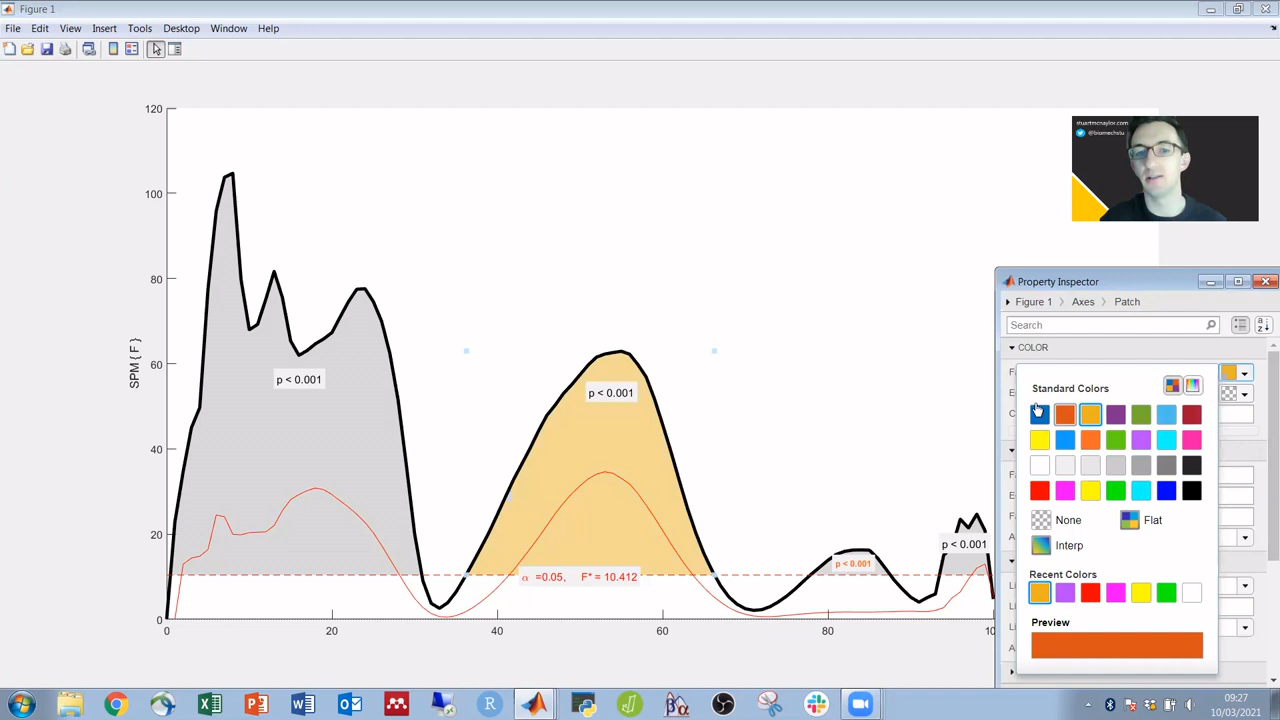 Figure 1
File Edit View Insert Tools Desktop Window Help
120
100
80
60
40
20
0
SPM { F }
p < 0.001
p < 0.001
p < 0.001
p < 0.001
α =0.05, F* = 10.412
0 20 40 60 80
stuartmcnaylor.com
@biomechstu
Property Inspector
Figure 1 Axes Patch
Search
COLOR
Standard Colors
None Flat
Interp
Recent Colors
Preview
09:27
10/03/2021